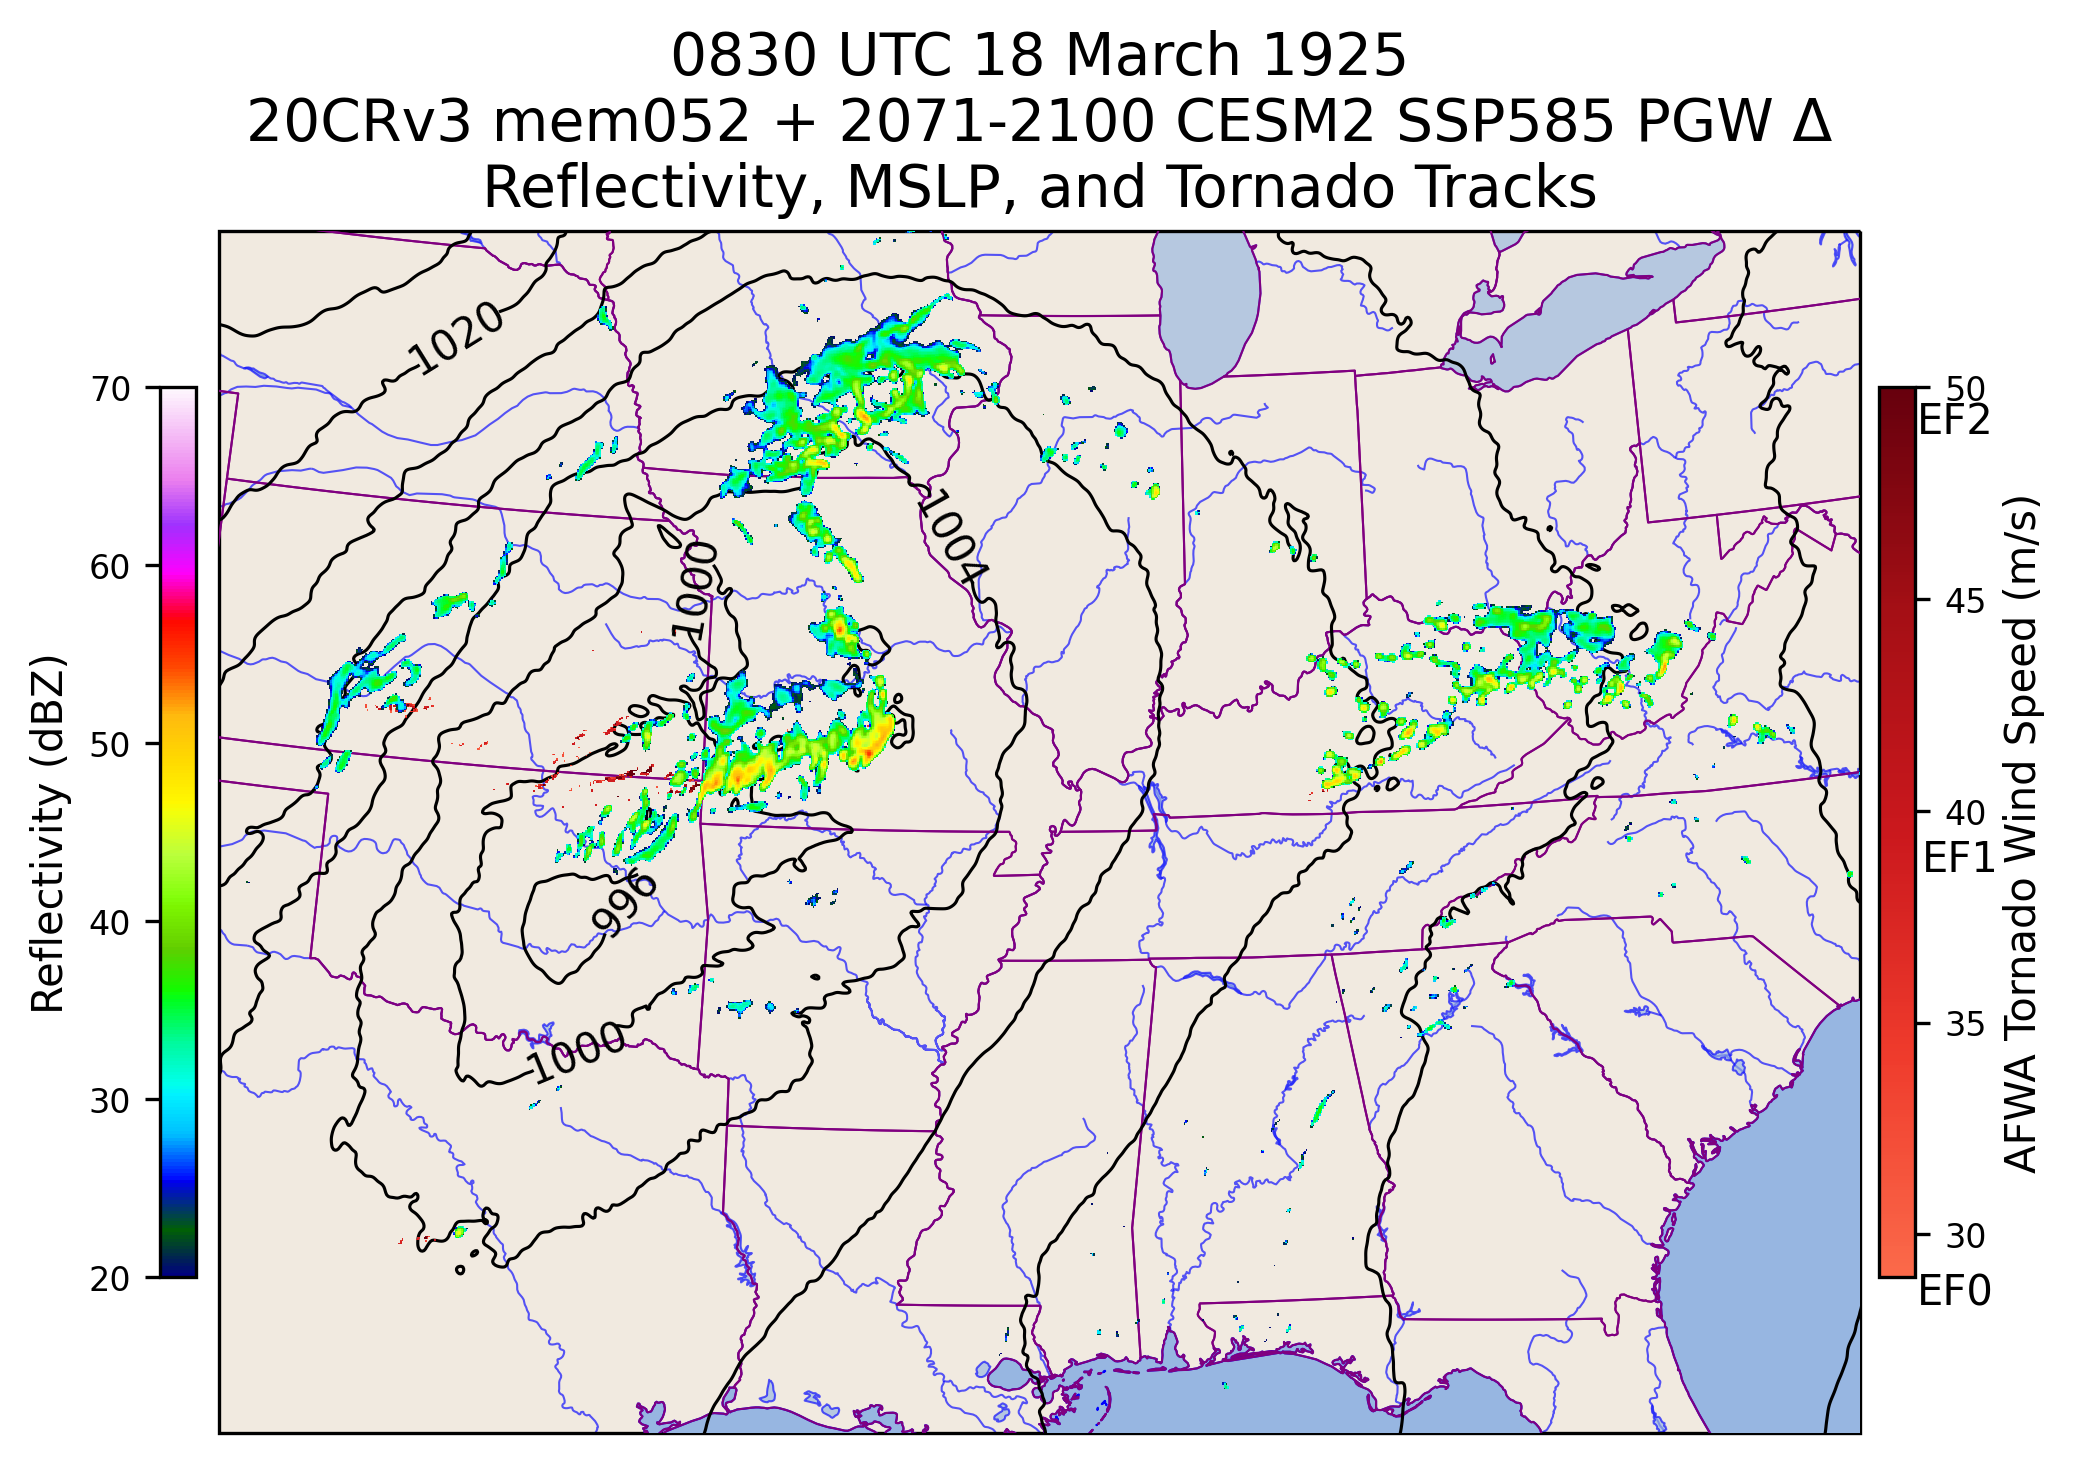 0830 UTC 18 March 1925
20CRv3 mem052 + 2071-2100 CESM2 SSP585 PGW Δ
Reflectivity, MSLP, and Tornado Tracks
Reflectivity (dBZ)
70
60
50
40
30
20
1020
1004
1000
996
1000
50
EF2
45
40
EF1
35
30
EF0
AFWA Tornado Wind Speed (m/s)